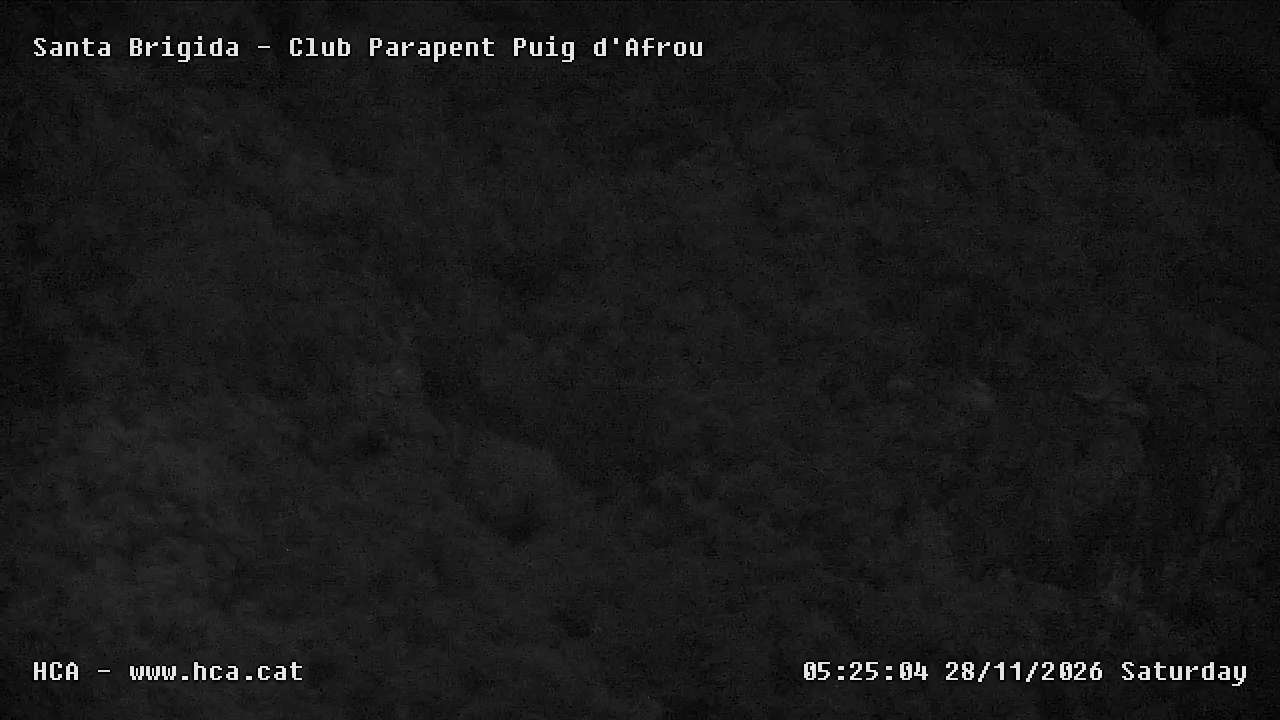 Santa Brigida - Club Parapent Puig d'Afrou
HCA - www.hca.cat
05:25:04 28/11/2026 Saturday